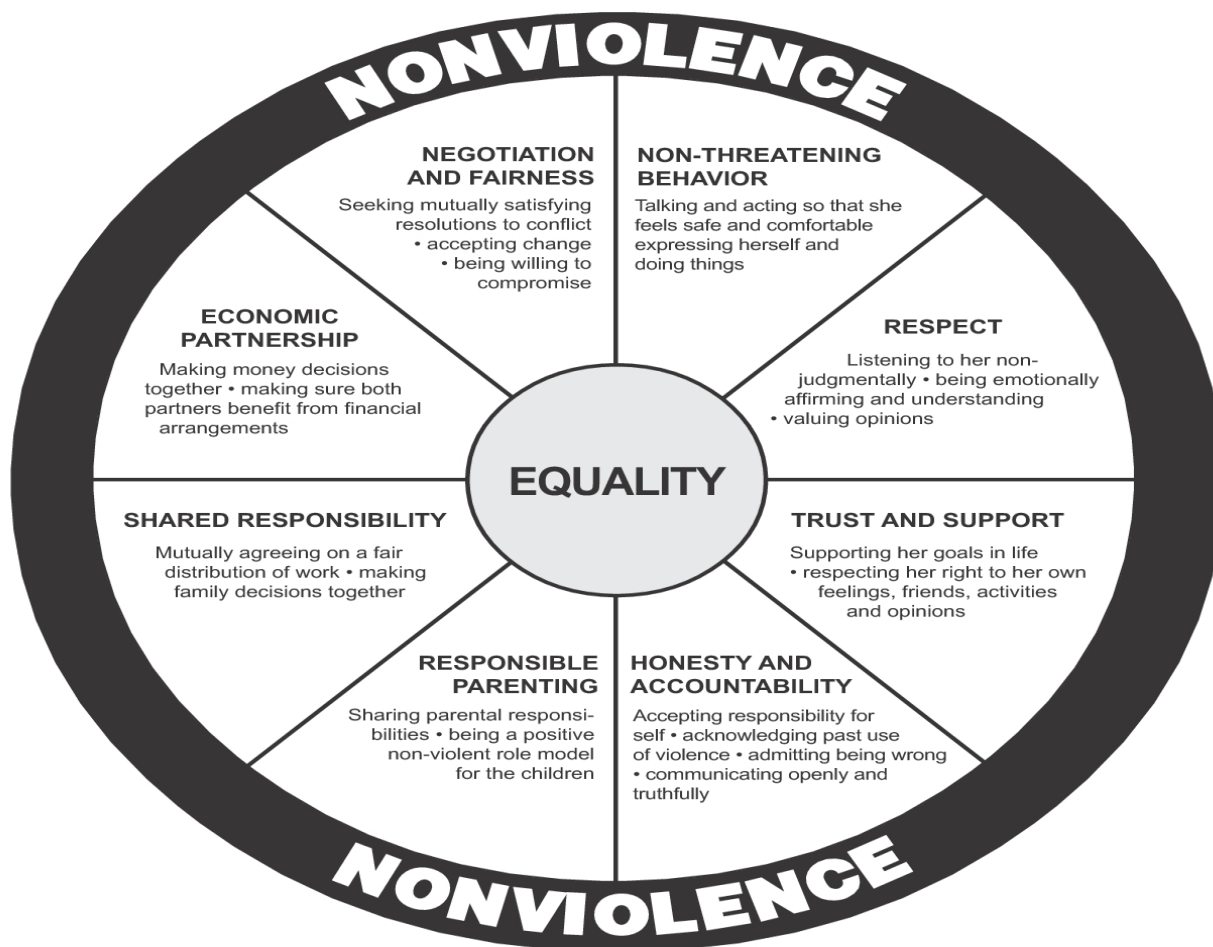 NONVIOLENCE
NEGOTIATION
AND FAIRNESS
Seeking mutually satisfying
resolutions to conflict
• accepting change
• being willing to
compromise
NON-THREATENING
BEHAVIOR
Talking and acting so that she
feels safe and comfortable
expressing herself and
doing things
ECONOMIC
PARTNERSHIP
Making money decisions
together • making sure both
partners benefit from financial
arrangements
RESPECT
Listening to her non-
judgmentally • being emotionally
affirming and understanding
• valuing opinions
EQUALITY
SHARED RESPONSIBILITY
Mutually agreeing on a fair
distribution of work • making
family decisions together
TRUST AND SUPPORT
Supporting her goals in life
• respecting her right to her own
feelings, friends, activities
and opinions
RESPONSIBLE
PARENTING
Sharing parental responsi-
bilities • being a positive
non-violent role model
for the children
HONESTY AND
ACCOUNTABILITY
Accepting responsibility for
self • acknowledging past use
of violence • admitting being wrong
• communicating openly and
truthfully
NONVIOLENCE